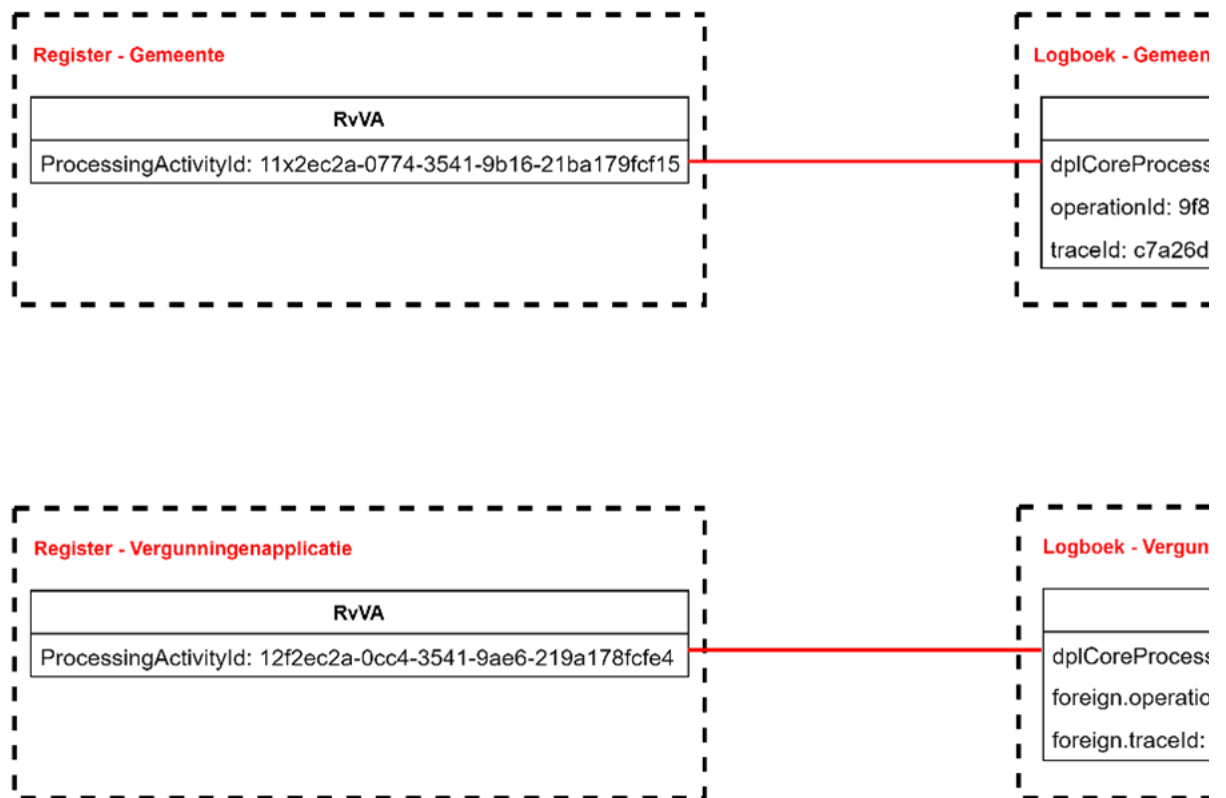 Register - Gemeente
RvVA
ProcessingActivityId: 11x2ec2a-0774-3541-9b16-21ba179fcf15
Logboek - Gemeen
dplCoreProcess
operationId: 9f8
traceId: c7a26d
Register - Vergunningenapplicatie
RvVA
ProcessingActivityId: 12f2ec2a-0cc4-3541-9ae6-219a178fcfe4
Logboek - Vergun
dplCoreProcess
foreign.operatio
foreign.traceId: